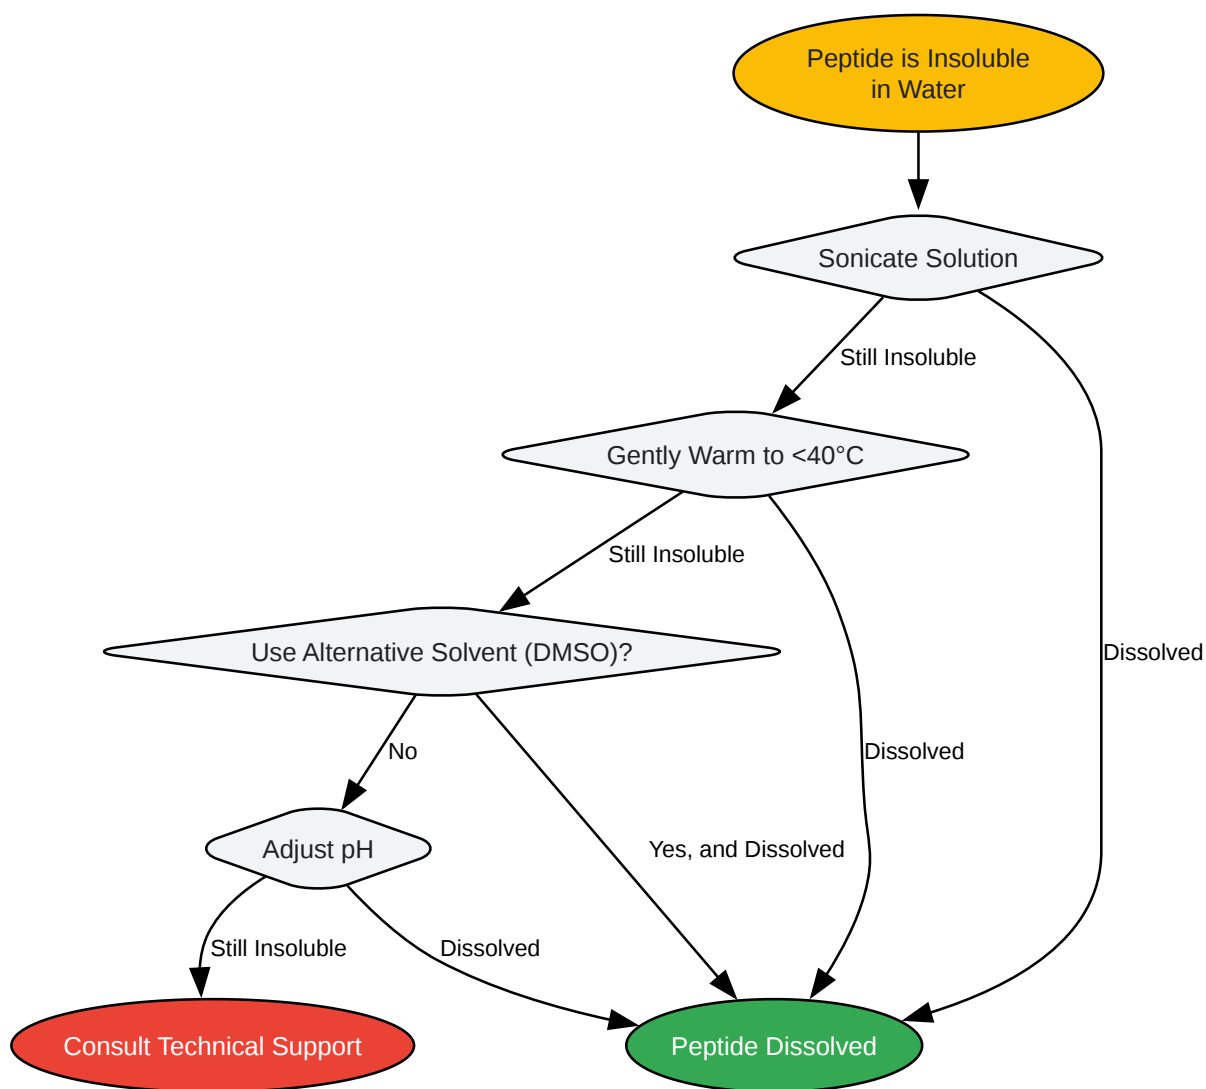 Peptide is Insoluble
in Water
Sonicate Solution
Still Insoluble
Gently Warm to <40°C
Still Insoluble
Use Alternative Solvent (DMSO)?
Dissolved
No
Dissolved
Adjust pH
Yes, and Dissolved
Still Insoluble
Dissolved
Consult Technical Support
Peptide Dissolved